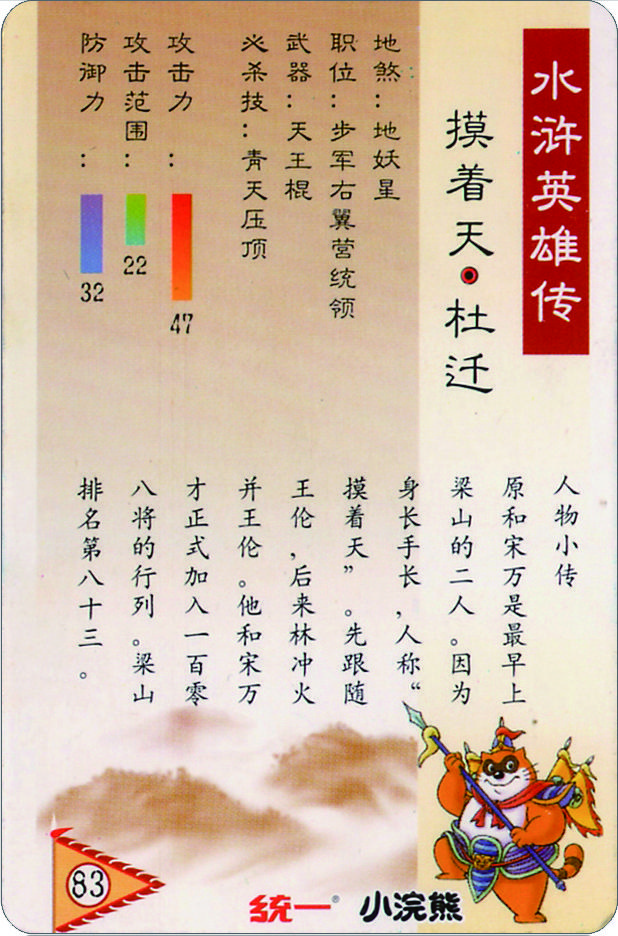 水浒英雄传
摸着天·杜迁
地煞：地妖星
职位：步军右翼营统领
武器：天王棍
必杀技：青天压顶
攻击力：
47
攻击范围：
22
防御力：
32
人物小传
原和宋万是最早上
梁山的二人。因为
身长手长，人称“
摸着天”。先跟随
王伦，后来林冲火
并王伦。他和宋万
才正式加入一百零
八将的行列。梁山
排名第八十三。
83
统一® 小浣熊